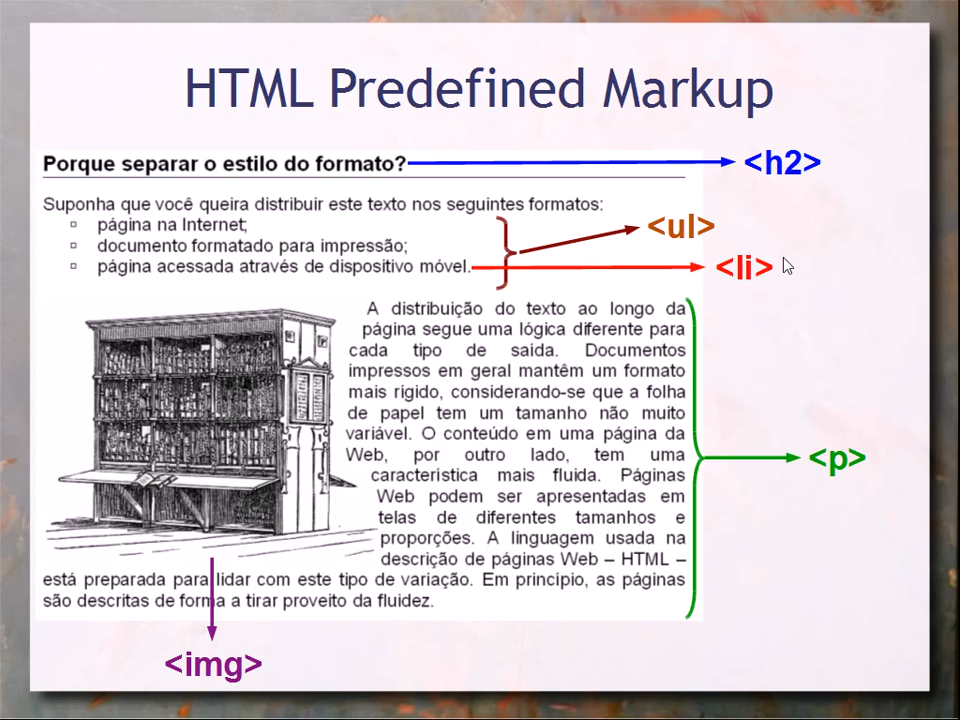 HTML Predefined Markup
Porque separar o estilo do formato?
<h2>
Suponha que você queira distribuir este texto nos seguintes formatos:
página na Internet;
<ul>
documento formatado para impressão;
página acessada através de dispositivo móvel.
<li>
A distribuição do texto ao longo da
página segue uma lógica diferente para
cada tipo de saída. Documentos
impressos em geral mantêm um formato
mais rigido, considerando-se que a folha
de papel tem um tamanho não muito
variável. O conteúdo em uma página da
Web, por outro lado, tem uma
<p>
característica mais fluida. Páginas
Web podem ser apresentadas em
telas de diferentes tamanhos e
proporções. A linguagem usada na
descrição de páginas Web – HTML –
está preparada para lidar com este tipo de variação. Em principio, as páginas
são descritas de forma a tirar proveito da fluidez.
<img>